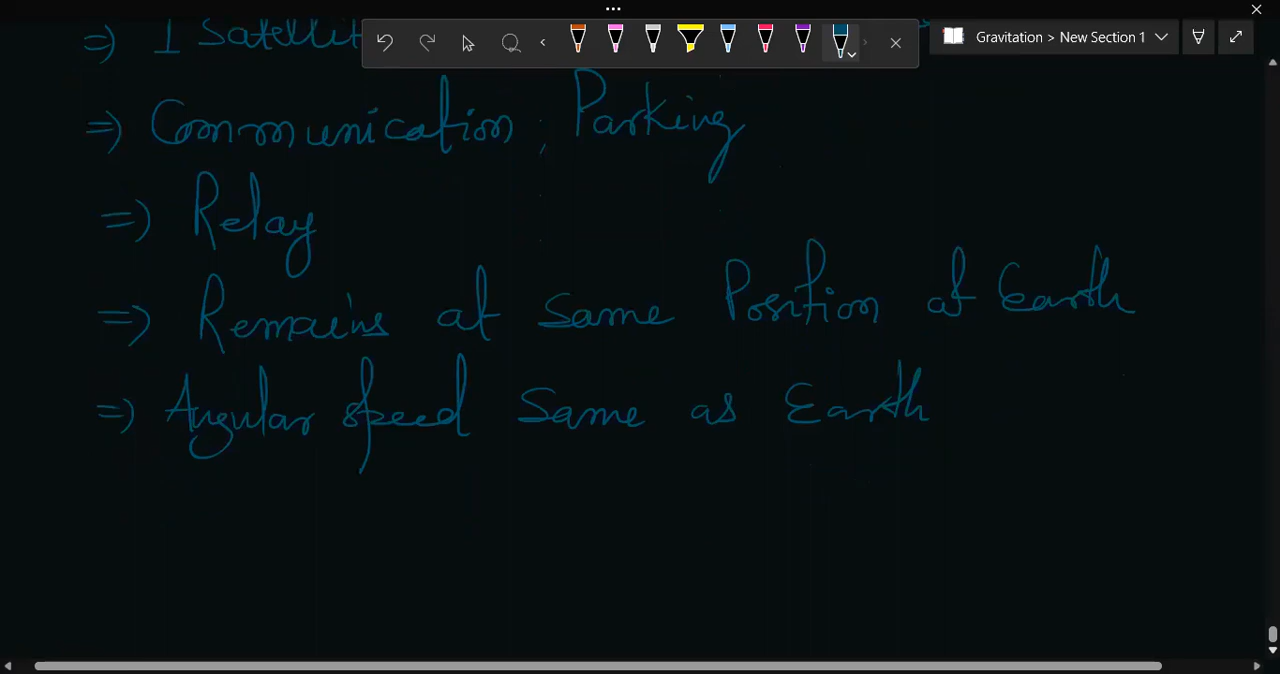 ⇒ 1 Satellit
Gravitation > New Section 1
⇒ Communication, Parking
⇒ Relay
⇒ Remains at Same Position at Earth
⇒ Angular speed Same as Earth